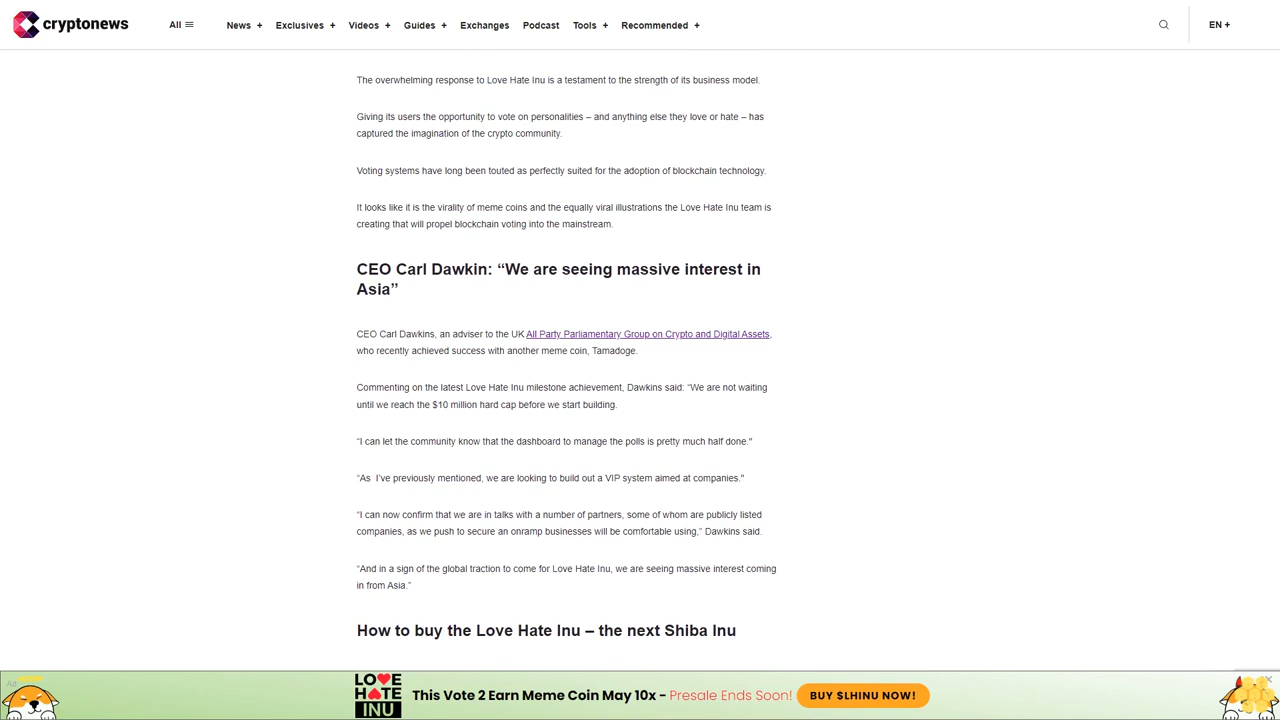 cryptonews
All
News +
Exclusives +
Videos +
Guides +
Exchanges
Podcast
Tools +
Recommended +
EN +
The overwhelming response to Love Hate Inu is a testament to the strength of its business model.
Giving its users the opportunity to vote on personalities – and anything else they love or hate – has
captured the imagination of the crypto community.
Voting systems have long been touted as perfectly suited for the adoption of blockchain technology.
It looks like it is the virality of meme coins and the equally viral illustrations the Love Hate Inu team is
creating that will propel blockchain voting into the mainstream.
CEO Carl Dawkin: “We are seeing massive interest in
Asia”
CEO Carl Dawkins, an adviser to the UK All Party Parliamentary Group on Crypto and Digital Assets,
who recently achieved success with another meme coin, Tamadoge.
Commenting on the latest Love Hate Inu milestone achievement, Dawkins said: “We are not waiting
until we reach the $10 million hard cap before we start building.
“I can let the community know that the dashboard to manage the polls is pretty much half done."
“As  I’ve previously mentioned, we are looking to build out a VIP system aimed at companies."
“I can now confirm that we are in talks with a number of partners, some of whom are publicly listed
companies, as we push to secure an onramp businesses will be comfortable using,” Dawkins said.
“And in a sign of the global traction to come for Love Hate Inu, we are seeing massive interest coming
in from Asia.”
How to buy the Love Hate Inu – the next Shiba Inu
Ad
LOVE
HATE
INU
This Vote 2 Earn Meme Coin May 10x - Presale Ends Soon!
BUY $LHINU NOW!